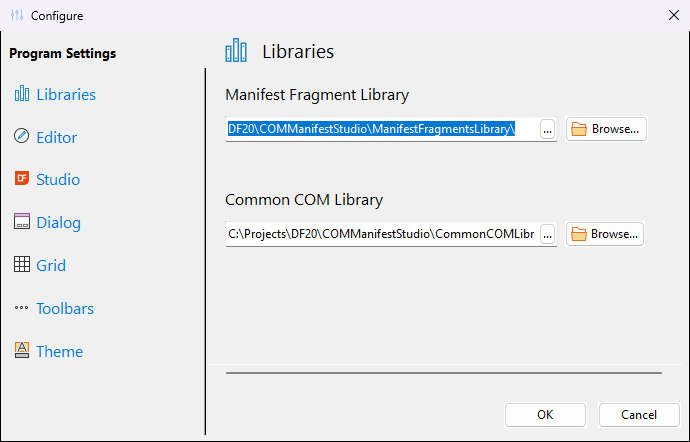 Configure
Program Settings
Libraries
Editor
Studio
Dialog
Grid
Toolbars
Theme
Libraries
Manifest Fragment Library
DF20\COMManifestStudio\ManifestFragmentsLibrary\
...
Browse...
Common COM Library
C:\Projects\DF20\COMManifestStudio\CommonCOMLibr
...
Browse...
OK
Cancel